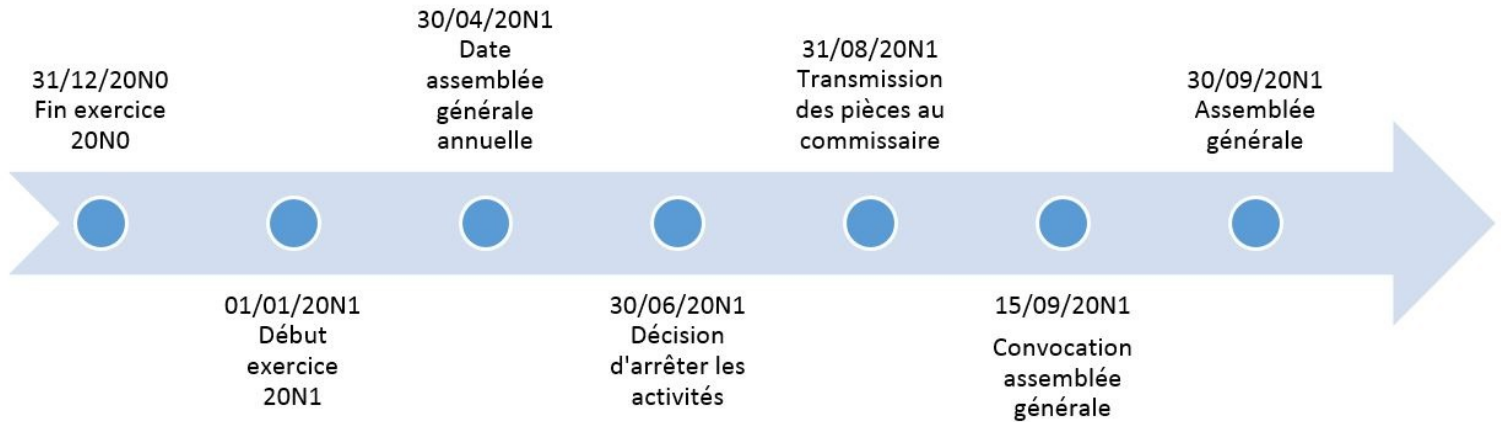 31/12/20N0
Fin exercice
20N0
01/01/20N1
Début
exercice
20N1
30/04/20N1
Date
assemblée
générale
annuelle
30/06/20N1
Décision
d'arrêter les
activités
31/08/20N1
Transmission
des pièces au
commissaire
15/09/20N1
Convocation
assemblée
générale
30/09/20N1
Assemblée
générale